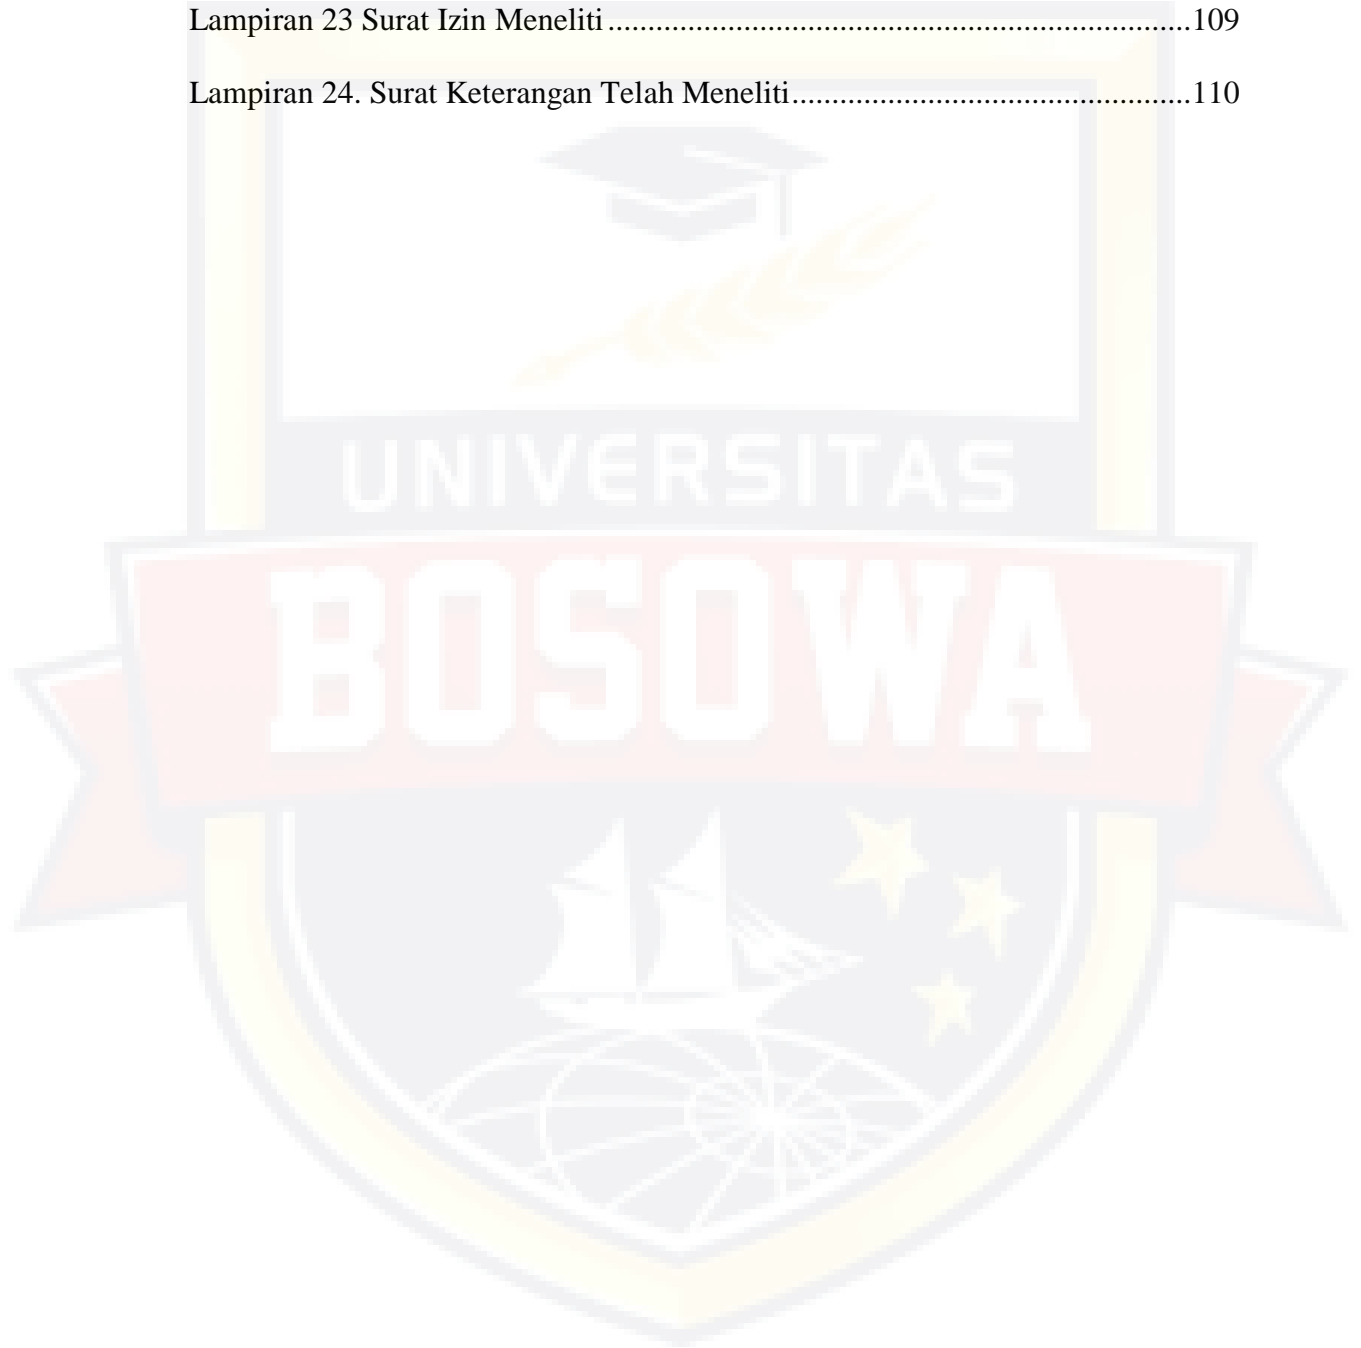 Lampiran 23 Surat Izin Meneliti.........................................................................109
Lampiran 24. Surat Keterangan Telah Meneliti..................................................110
UNIVERSITAS
BOSOWA